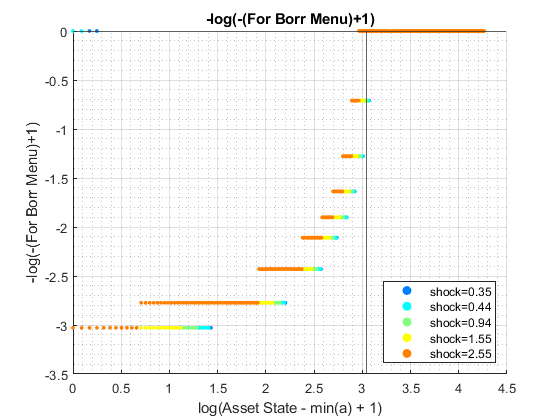 -log(-(For Borr Menu)+1)
0
-0.5
-1
-1.5
-2
-2.5
-3
-3.5
-log(-(For Borr Menu)+1)
shock=0.35
shock=0.44
shock=0.94
shock=1.55
shock=2.55
0 0.5 1 1.5 2 2.5 3 3.5 4 4.5
log(Asset State - min(a) + 1)